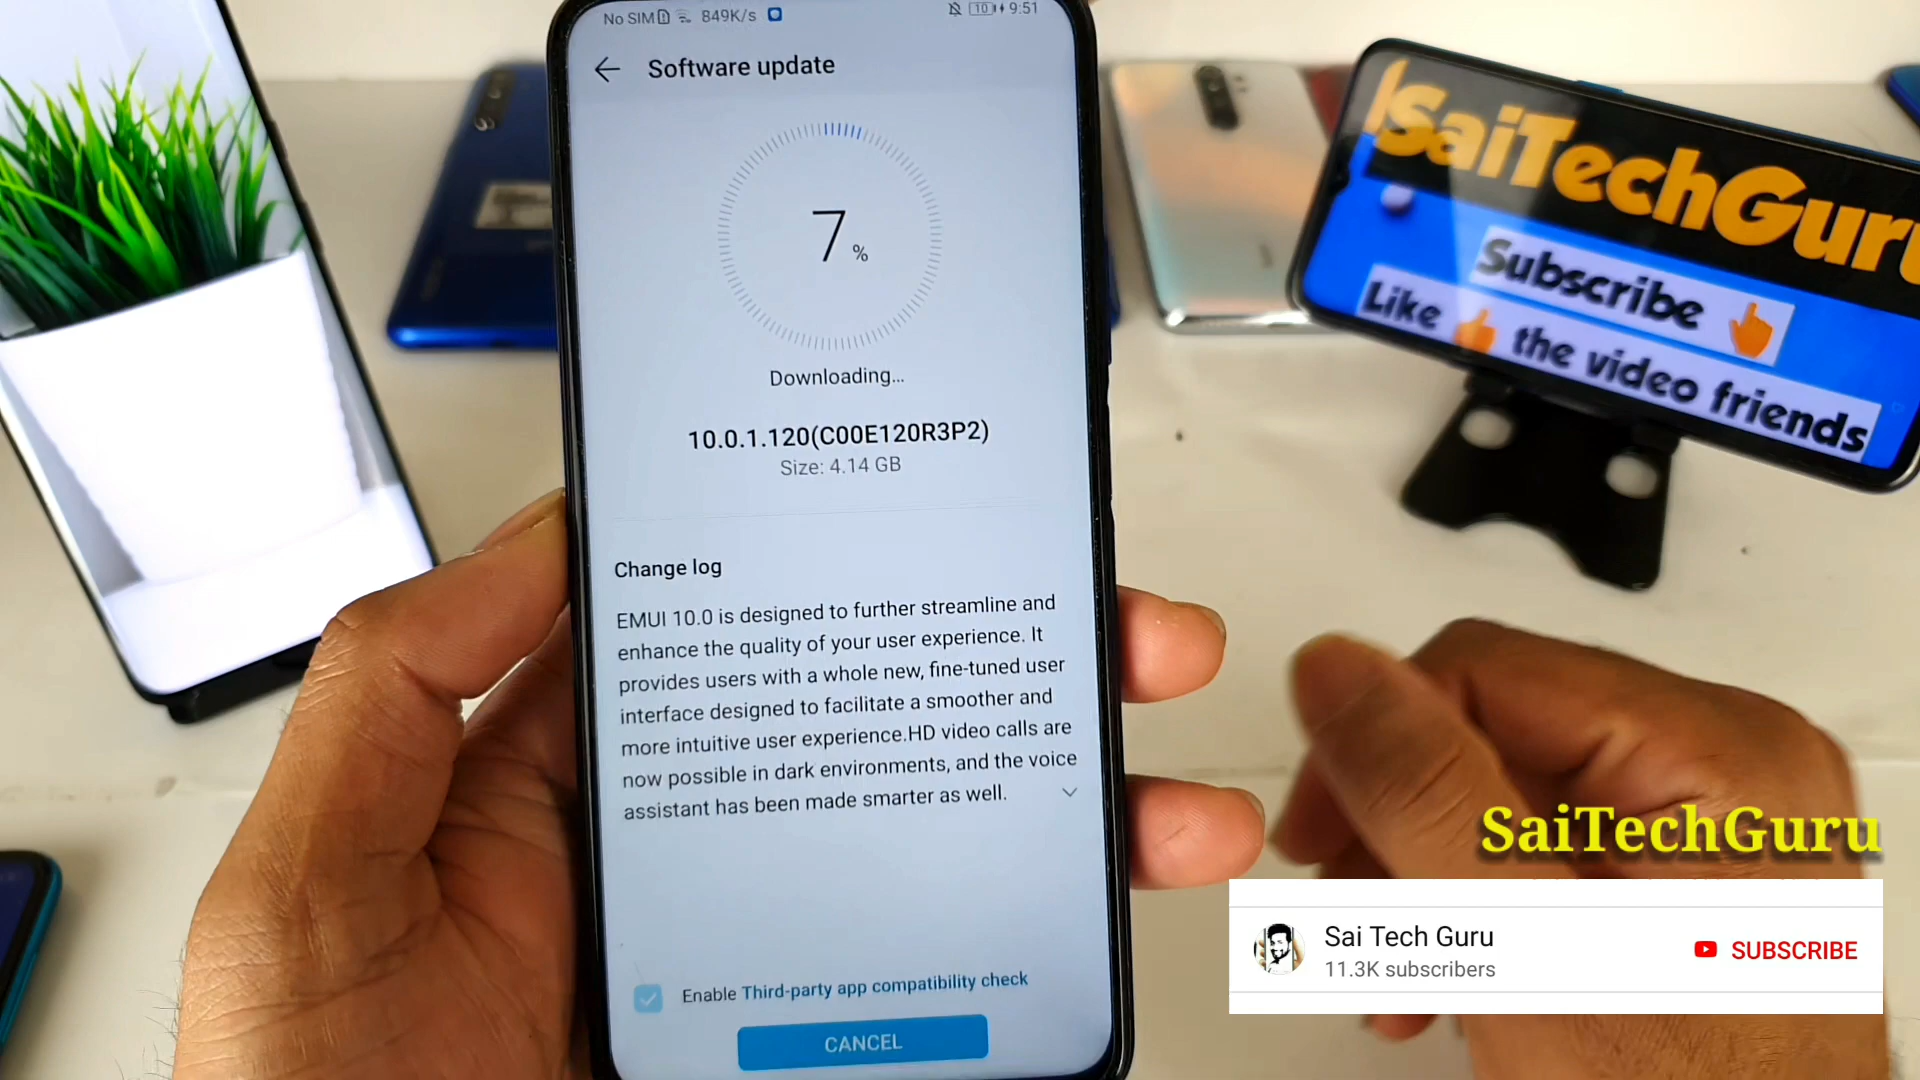 No SIM 849K/s 10 9:51
Software update
7 %
Downloading...
10.0.1.120(C00E120R3P2)
Size: 4.14 GB
Change log
EMUI 10.0 is designed to further streamline and
enhance the quality of your user experience. It
provides users with a whole new, fine-tuned user
interface designed to facilitate a smoother and
more intuitive user experience.HD video calls are
now possible in dark environments, and the voice
assistant has been made smarter as well.
Enable Third-party app compatibility check
CANCEL
SaiTechGuru
Subscribe
Like 👍 the video friends
SaiTechGuru
Sai Tech Guru
11.3K subscribers
SUBSCRIBE